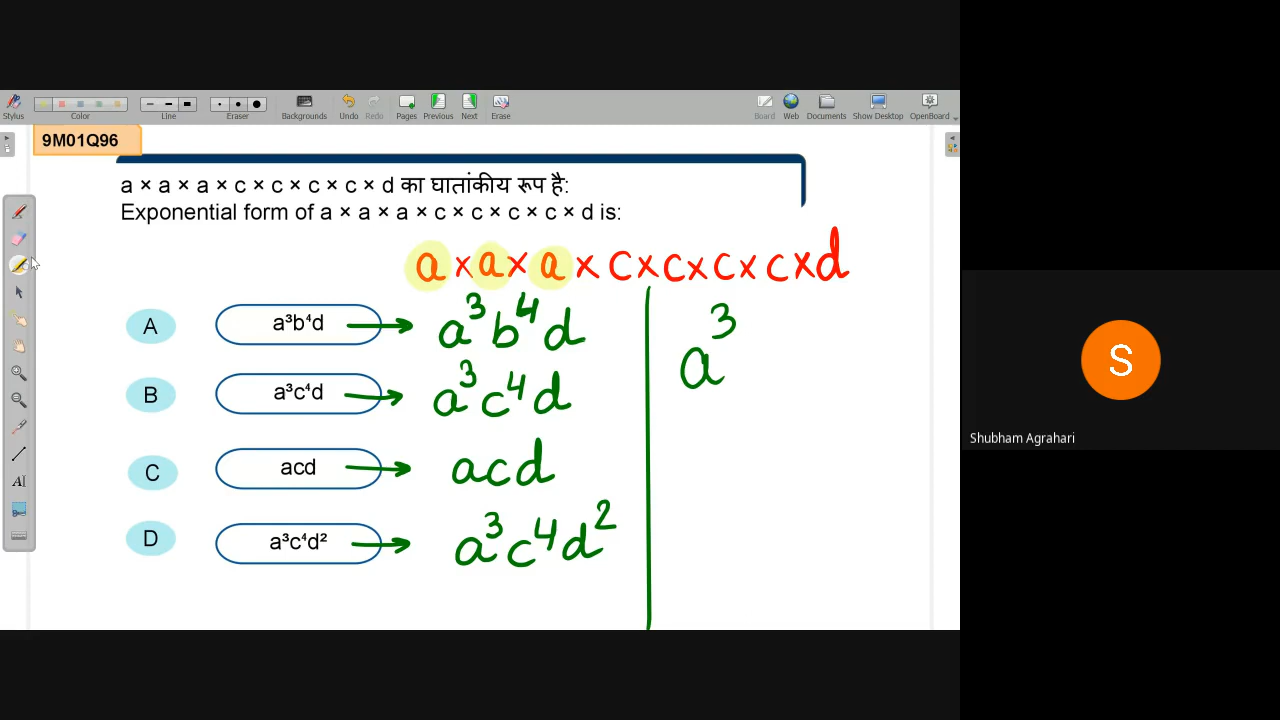 Stylus Color Line Eraser Backgrounds Undo Redo Pages Previous Next Erase Board Web Documents Show Desktop OpenBoard
9M01Q96
a × a × a × c × c × c × c × d का घातांकीय रूप है:
Exponential form of a × a × a × c × c × c × c × d is:
a × a × a × c × c × c × c × d
A a³b⁴d → a³b⁴d
a³
B a³c⁴d → a³c⁴d
C acd → acd
D a³c⁴d² → a³c⁴d²
S
Shubham Agrahari